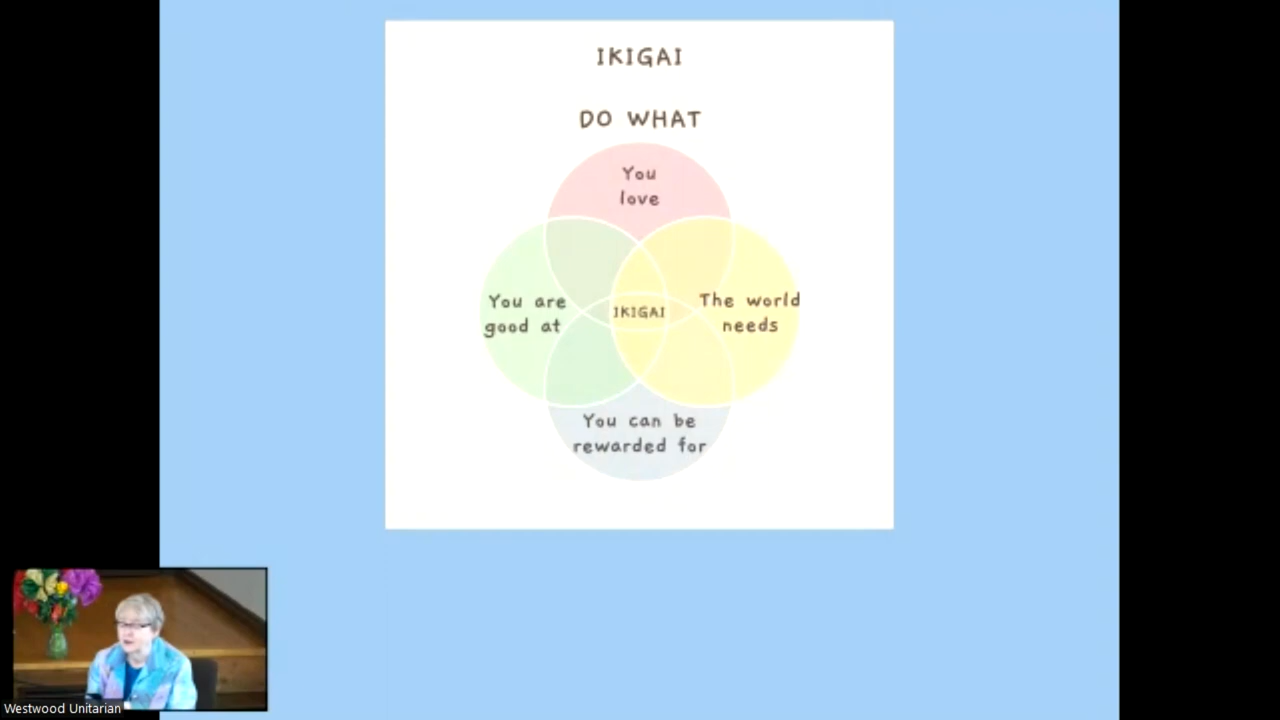 IKIGAI
DO WHAT
You
love
You are
good at
IKIGAI
The world
needs
You can be
rewarded for
Westwood Unitarian